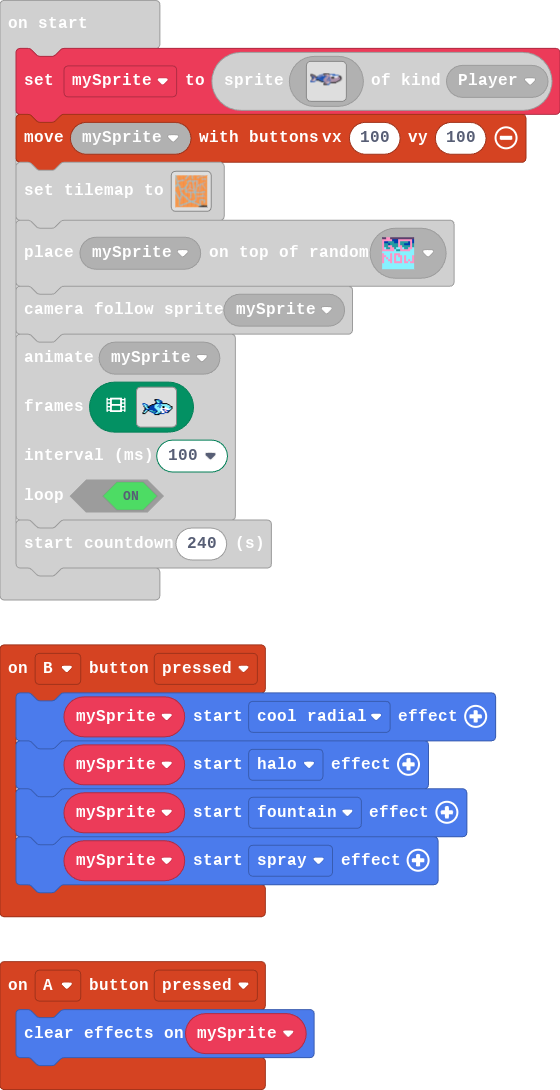 on start
set mySprite to sprite of kind Player
move mySprite with buttons vx 100 vy 100
set tilemap to
place mySprite on top of random
camera follow sprite mySprite
animate mySprite
frames
interval (ms) 100
loop ON
start countdown 240 (s)
on B button pressed
mySprite start cool radial effect
mySprite start halo effect
mySprite start fountain effect
mySprite start spray effect
on A button pressed
clear effects on mySprite